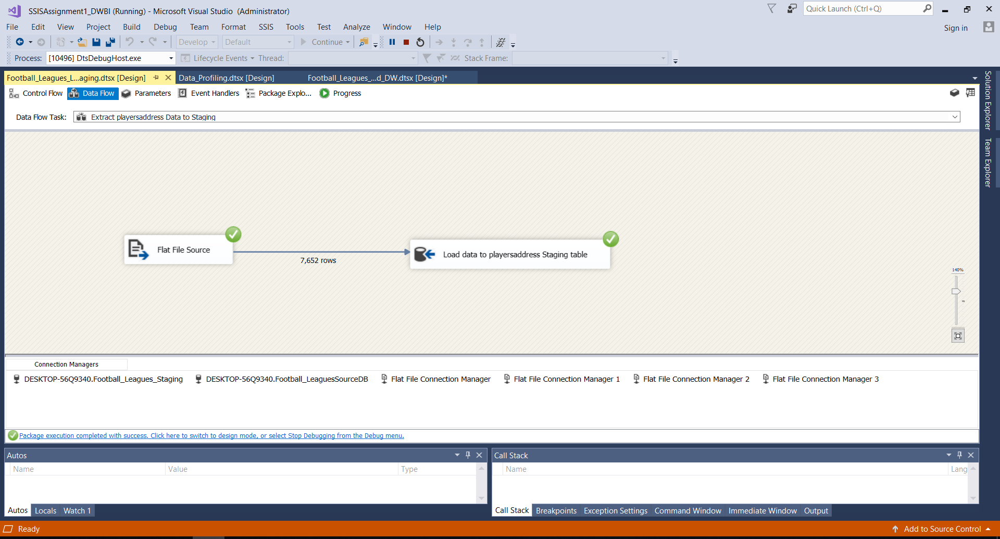 SSISAssignment1_DWBI (Running) - Microsoft Visual Studio (Administrator)
Quick Launch (Ctrl+Q)
File Edit View Project Build Debug Team Format SSIS Tools Test Analyze Window Help
Sign in
Develop Default Continue
Process: [10496] DtsDebugHost.exe Lifecycle Events Thread: Stack Frame:
Football_Leagues_L...aging.dtsx [Design] Data_Profiling.dtsx [Design] Football_Leagues_...d_DW.dtsx [Design]*
Control Flow Data Flow Parameters Event Handlers Package Explo... Progress
Data Flow Task: Extract playersaddress Data to Staging
Solution Explorer
Team Explorer
Flat File Source
7,652 rows
Load data to playersaddress Staging table
140%
Connection Managers
DESKTOP-56Q9340.Football_Leagues_Staging DESKTOP-56Q9340.Football_LeaguesSourceDB Flat File Connection Manager Flat File Connection Manager 1 Flat File Connection Manager 2 Flat File Connection Manager 3
Package execution completed with success. Click here to switch to design mode, or select Stop Debugging from the Debug menu.
Autos
Name Value Type
Autos Locals Watch 1
Call Stack
Name Lang
Call Stack Breakpoints Exception Settings Command Window Immediate Window Output
Ready
Add to Source Control